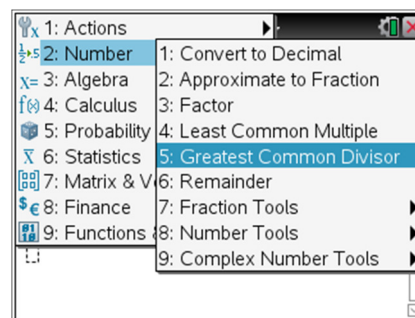 1: Actions
2: Number
3: Algebra
4: Calculus
5: Probability
6: Statistics
7: Matrix &
8: Finance
9: Functions
1: Convert to Decimal
2: Approximate to Fraction
3: Factor
4: Least Common Multiple
5: Greatest Common Divisor
6: Remainder
7: Fraction Tools
8: Number Tools
9: Complex Number Tools